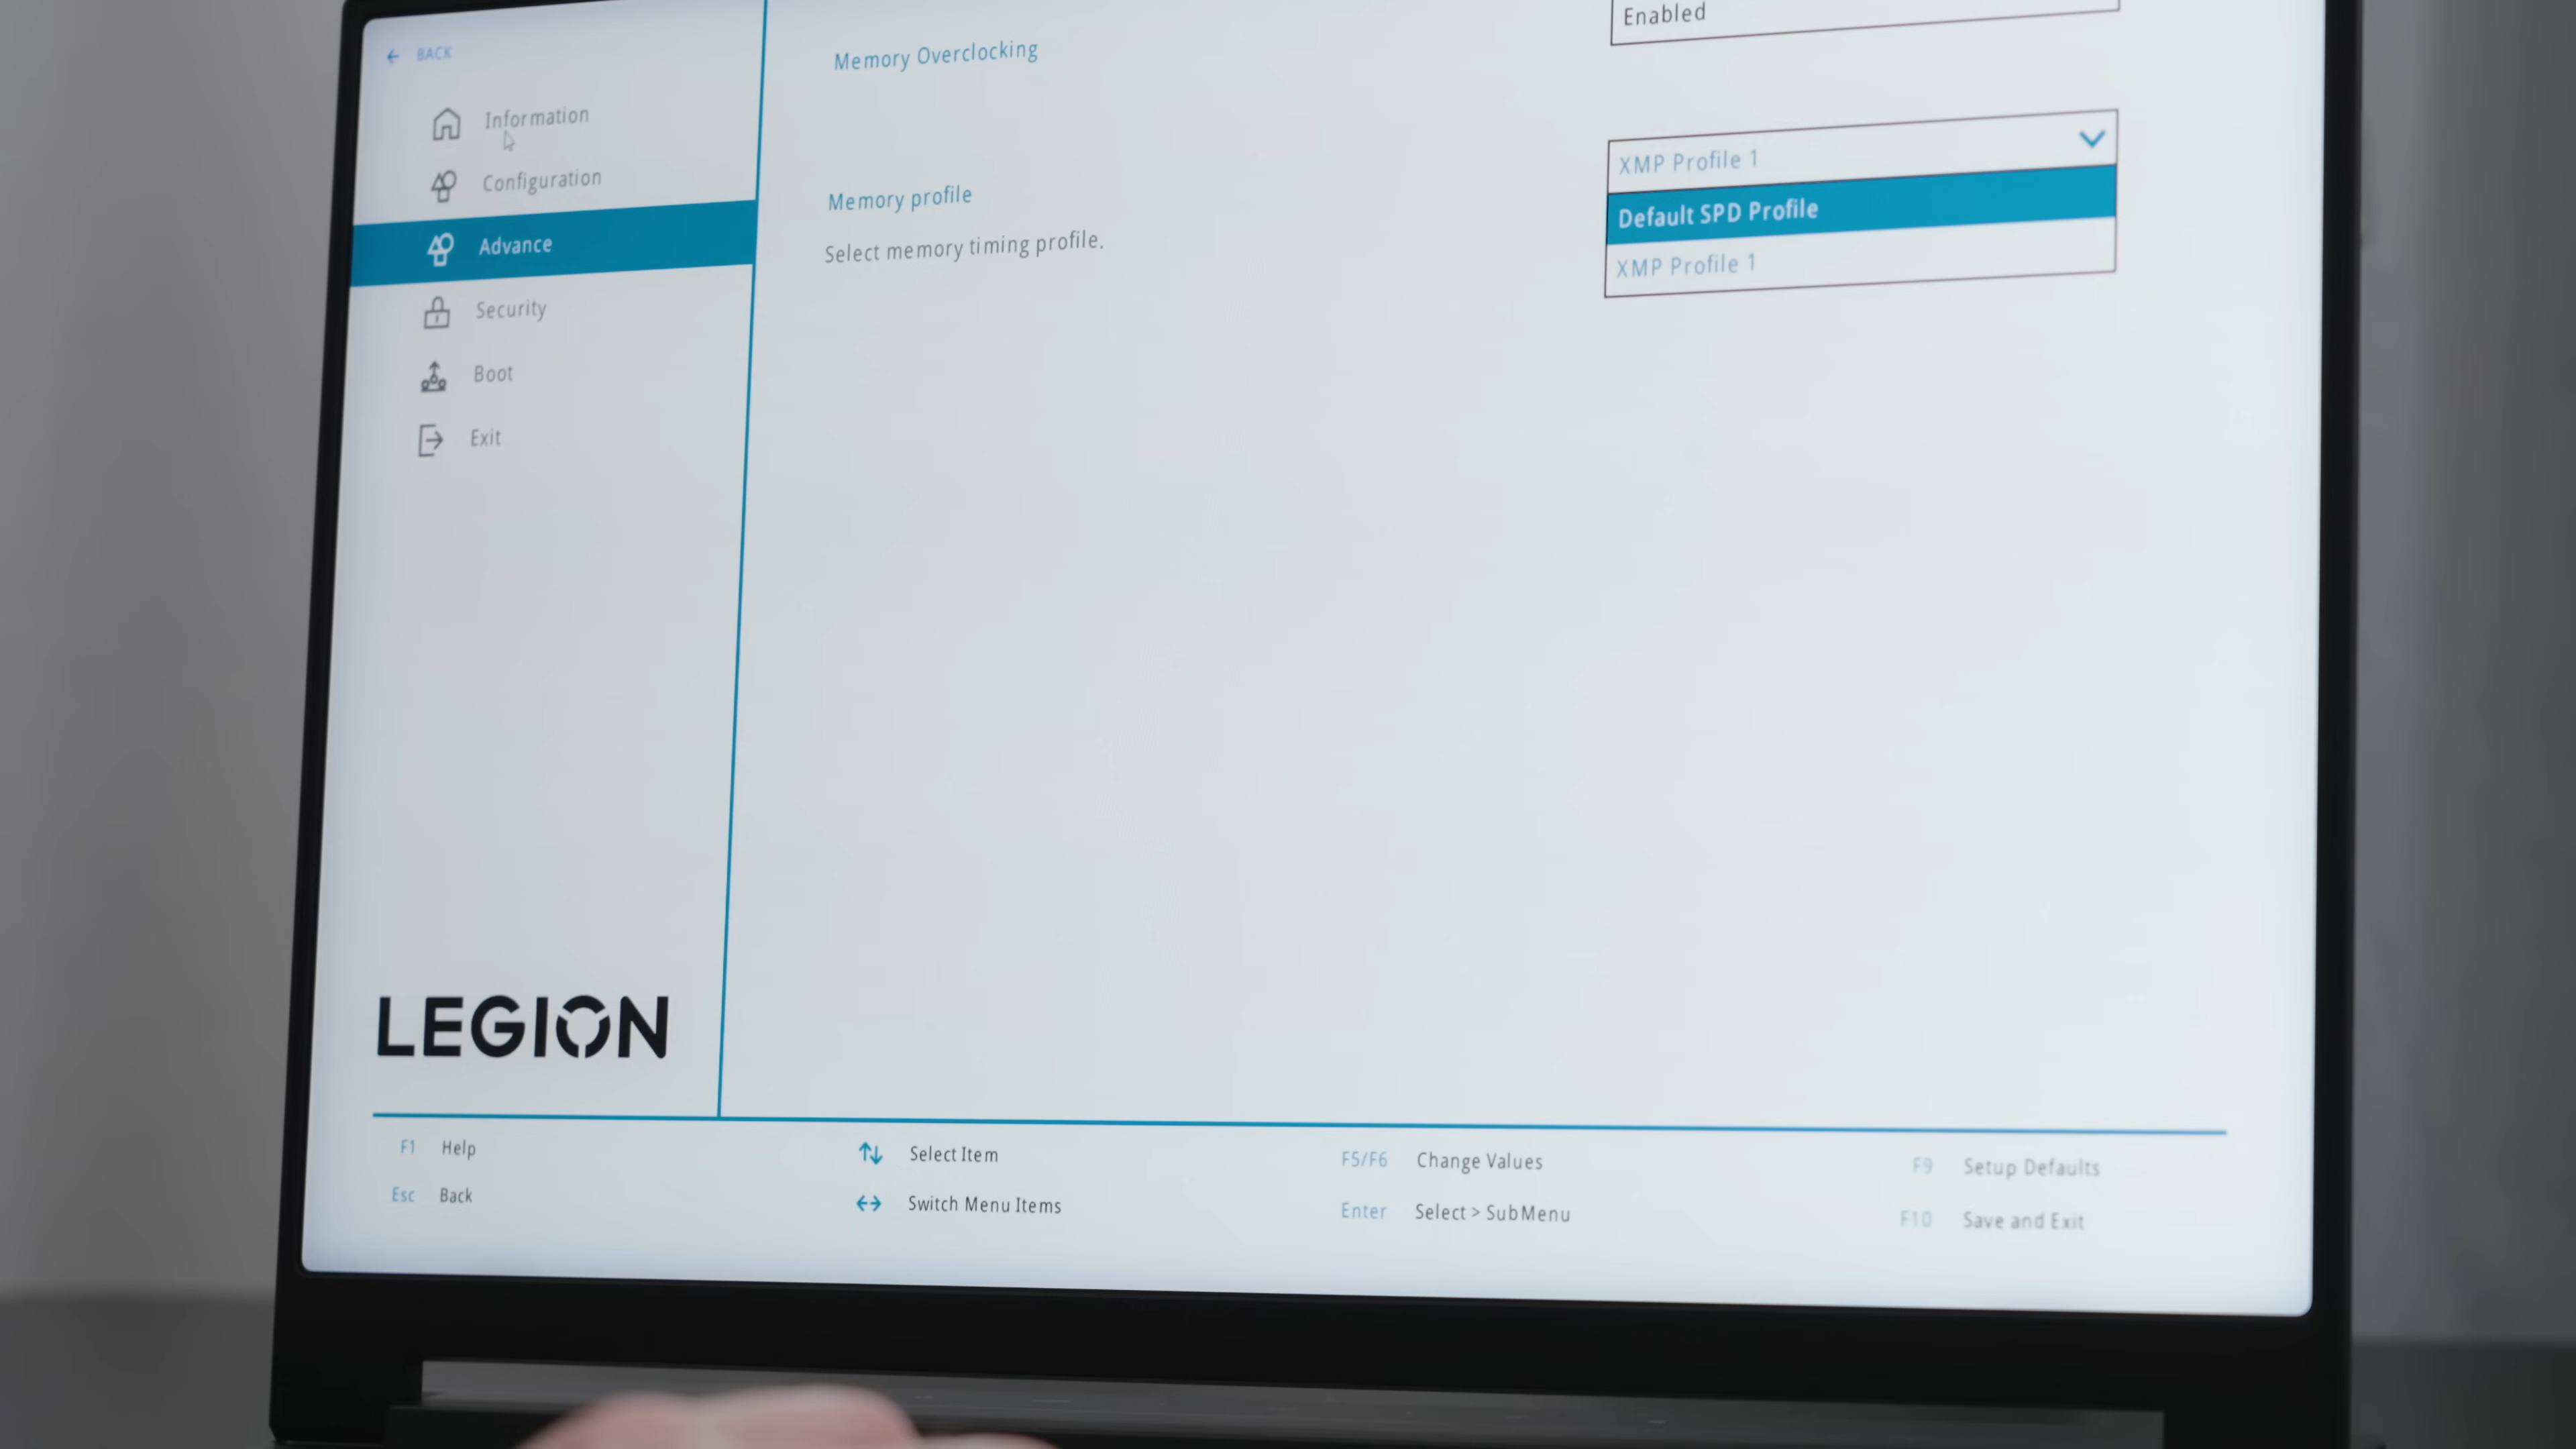 ← BACK
Information
Configuration
Advance
Security
Boot
Exit
LEGION
Memory Overclocking
Enabled
Memory profile
Select memory timing profile.
XMP Profile 1
Default SPD Profile
XMP Profile 1
F1 Help
Esc Back
↑↓ Select Item
↔ Switch Menu Items
F5/F6 Change Values
Enter Select > SubMenu
F9 Setup Defaults
F10 Save and Exit